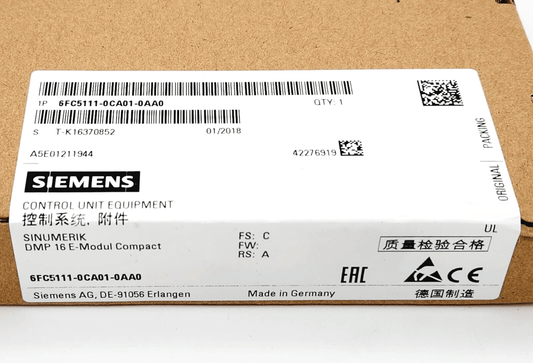 1P 6FC5111-0CA01-0AA0 QTY: 1
S T-K16370852 01/2018
A5E01211944 42276919
ORIGINAL PACKING
SIEMENS
CONTROL UNIT EQUIPMENT
控制系统, 附件
SINUMERIK FS: C
DMP 16 E-Modul Compact FW:
RS: A
UL
质量检验合格
6FC5111-0CA01-0AA0 EAC CE
Siemens AG, DE-91056 Erlangen Made in Germany 德国制造